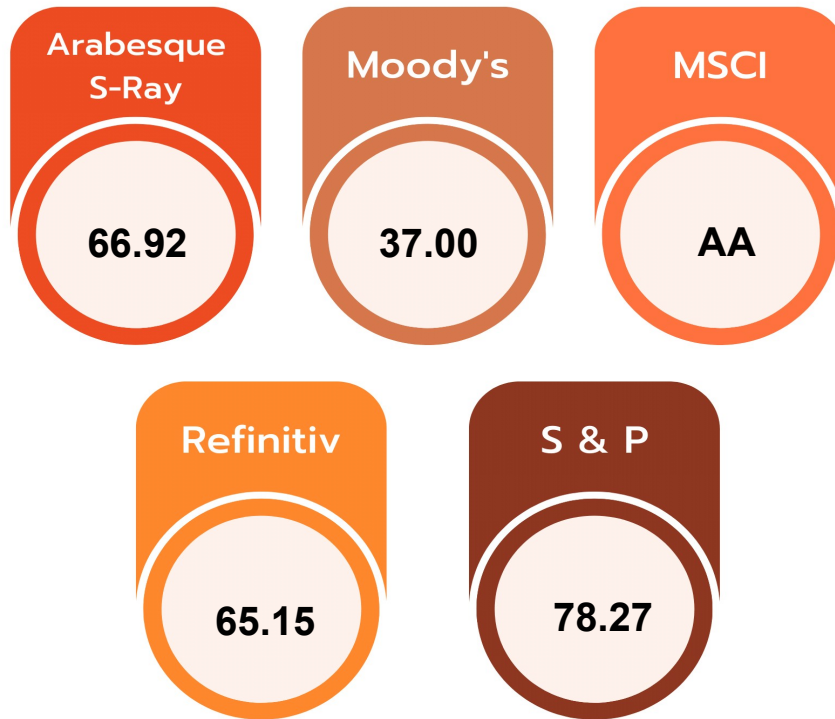 Arabesque
S-Ray
66.92
Moody's
37.00
MSCI
AA
Refinitiv
65.15
S & P
78.27